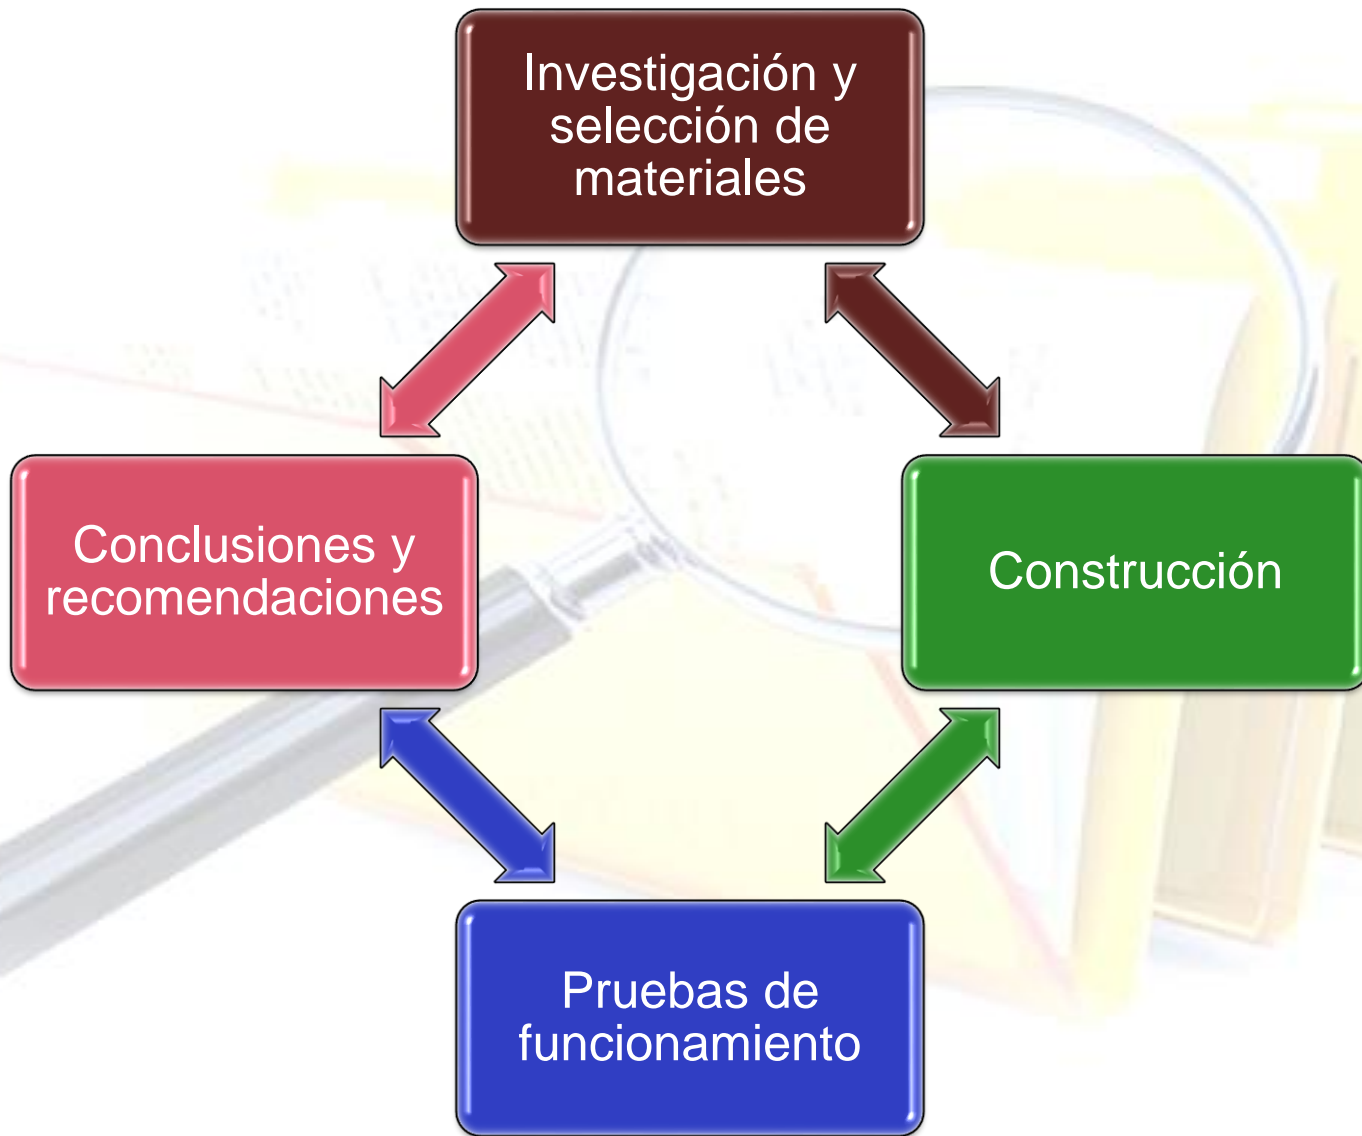 Investigación y
selección de
materiales
Conclusiones y
recomendaciones
Construcción
Pruebas de
funcionamiento